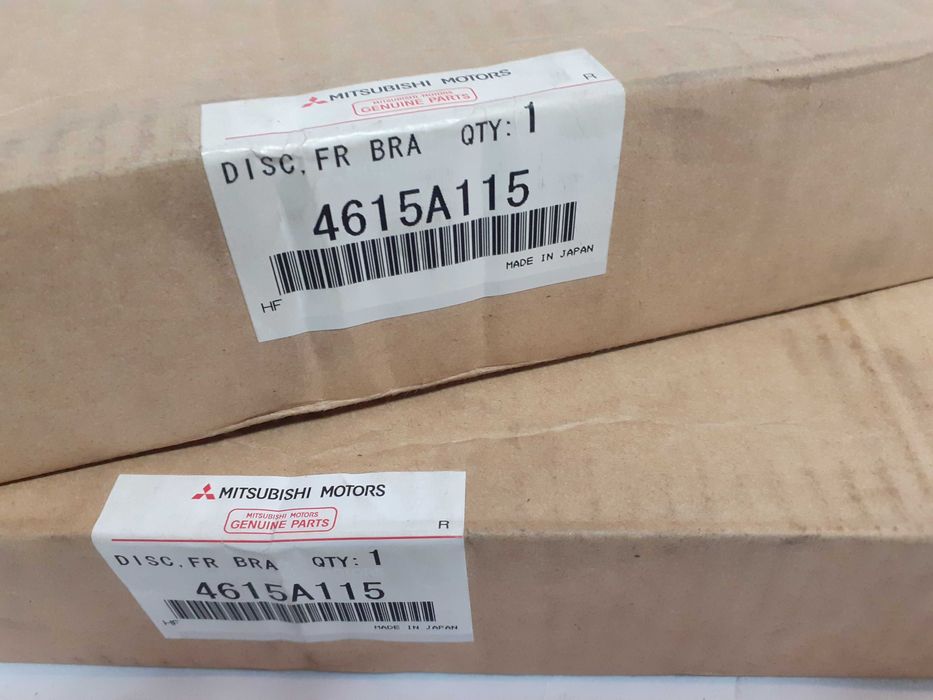 MITSUBISHI MOTORS
MITSUBISHI MOTORS
GENUINE PARTS
R
DISC, FR BRA QTY: 1
4615A115
MADE IN JAPAN
HF
MITSUBISHI MOTORS
MITSUBISHI MOTORS
GENUINE PARTS
R
DISC, FR BRA QTY: 1
4615A115
HF
MADE IN JAPAN